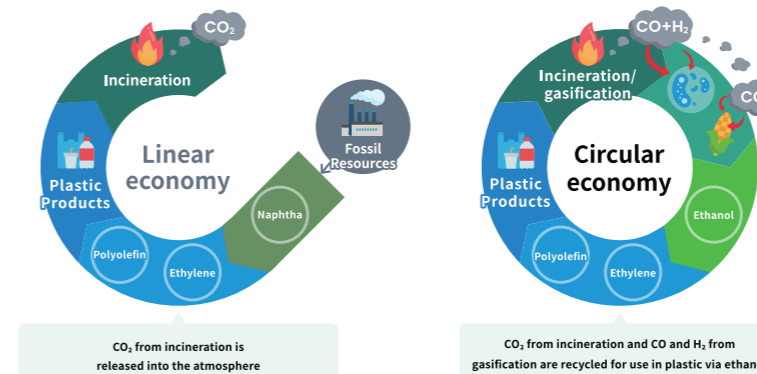 CO₂
Incineration
Fossil
Resources
Linear
economy
Plastic
Products
Naphtha
Polyolefin
Ethylene
CO₂ from incineration is
released into the atmosphere
CO+H₂
Incineration/
gasification
Circular
economy
Plastic
Products
Ethanol
Polyolefin
Ethylene
CO₂ from incineration and CO and H₂ from
gasification are recycled for use in plastic via